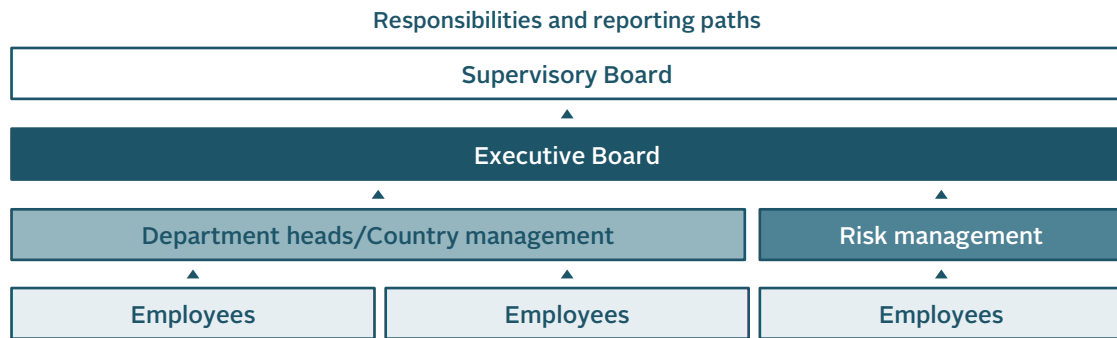 Responsibilities and reporting paths
Supervisory Board
Executive Board
Department heads/Country management
Risk management
Employees
Employees
Employees